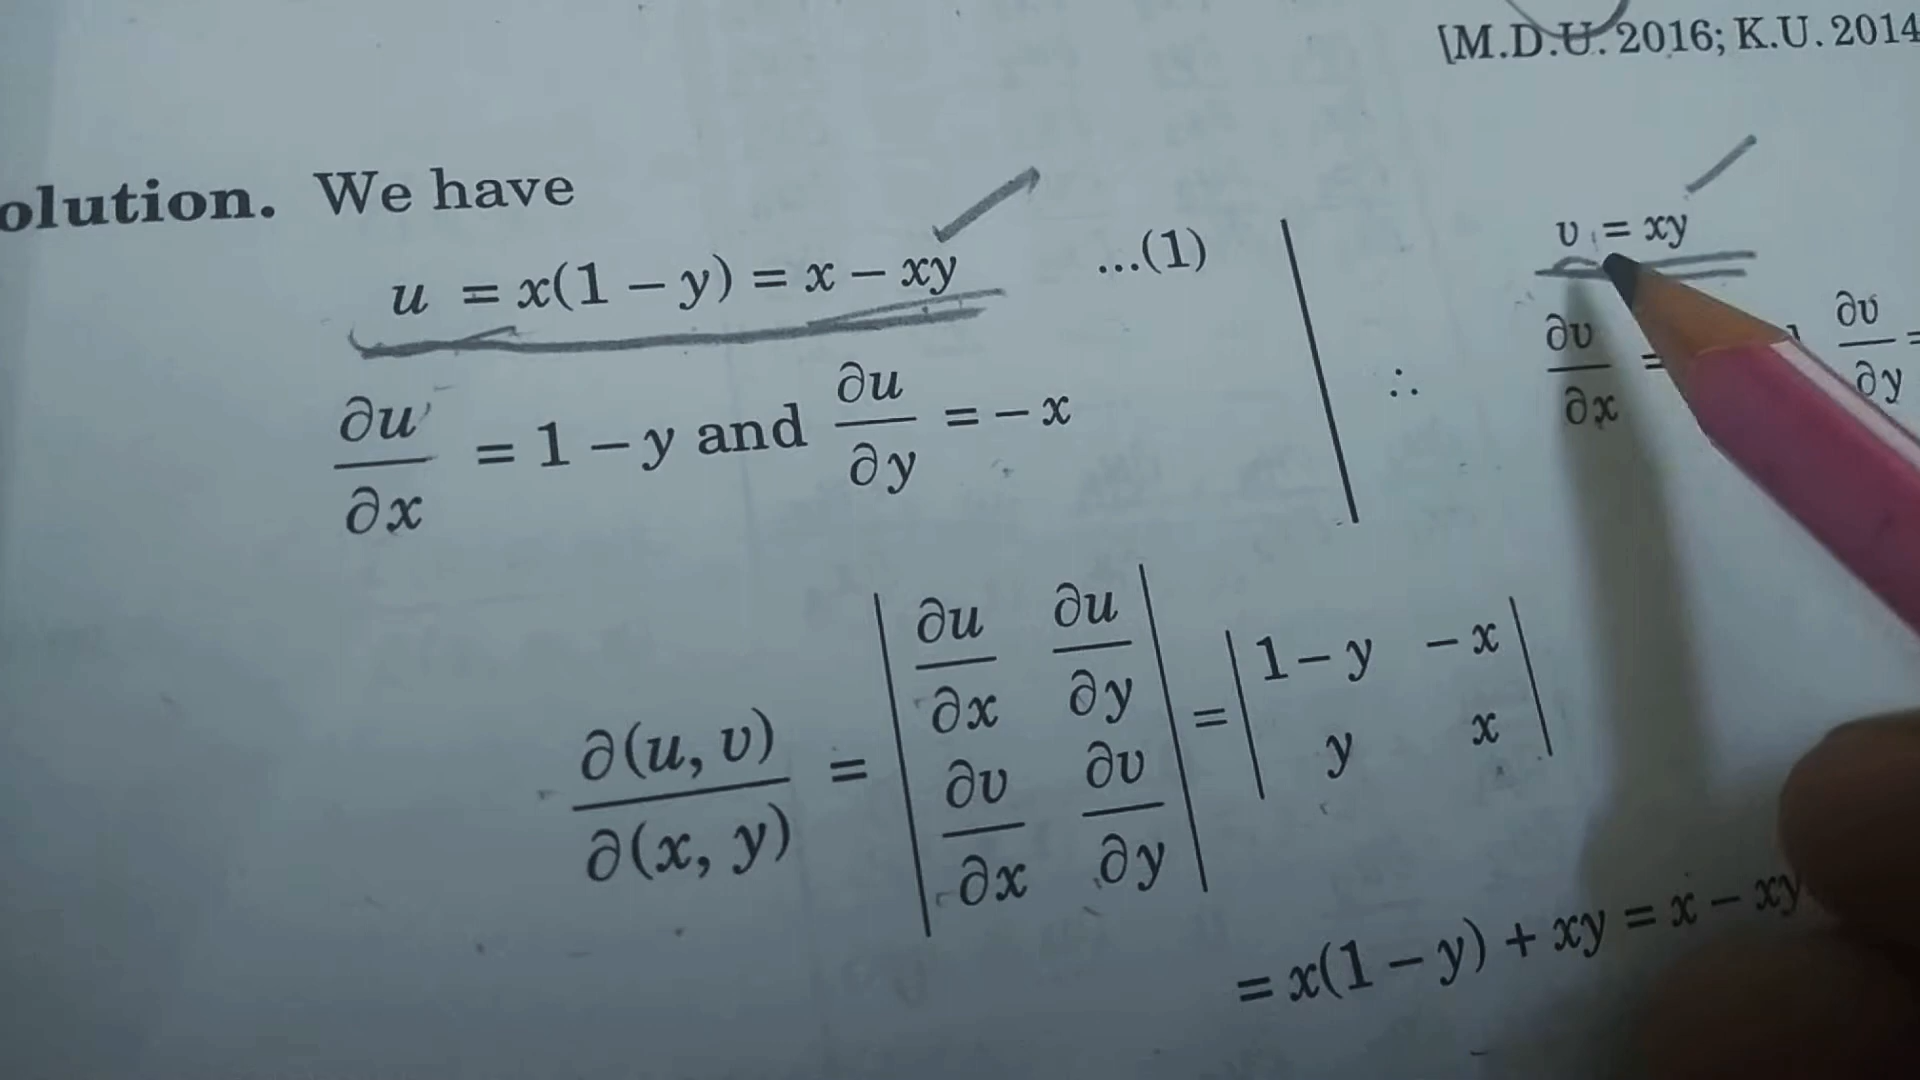 [M.D.U. 2016; K.U. 2014
olution. We have
u = x(1 – y) = x – xy ...(1)
υ = xy
∂u/∂x = 1 – y and ∂u/∂y = – x
∴ ∂υ/∂x = ∂υ/∂y =
∂(u, υ)/∂(x, y) = | ∂u/∂x ∂u/∂y | = | 1 – y – x |
| ∂υ/∂x ∂υ/∂y | | y x |
= x(1 – y) + xy = x – xy